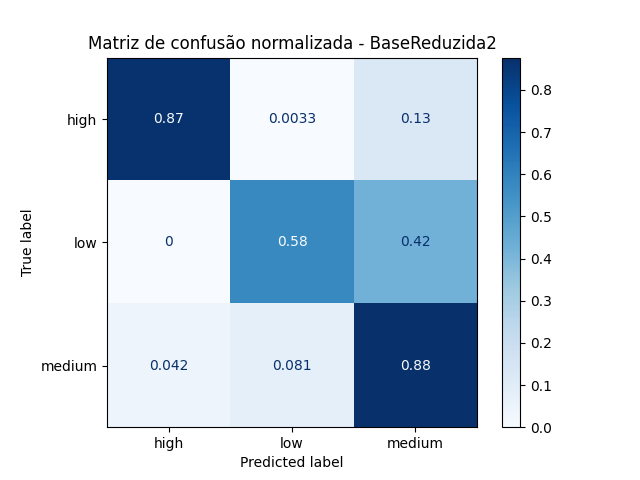 Matriz de confusão normalizada - BaseReduzida2
high 0.87 0.0033 0.13
low 0 0.58 0.42
medium 0.042 0.081 0.88
high low medium
Predicted label
True label
0.8
0.7
0.6
0.5
0.4
0.3
0.2
0.1
0.0